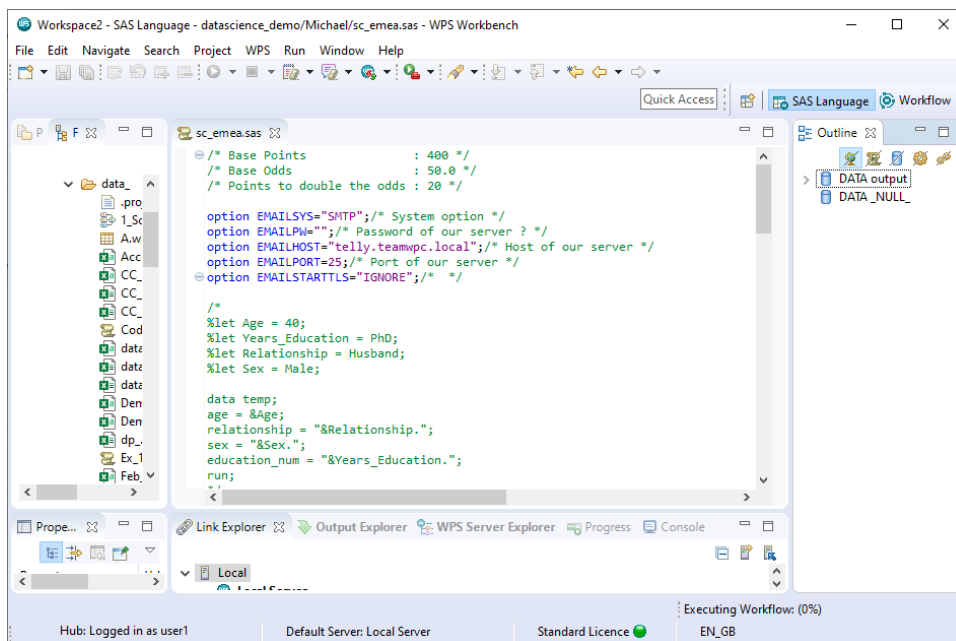 Workspace2 - SAS Language - datascience_demo/Michael/sc_emea.sas - WPS Workbench
File Edit Navigate Search Project WPS Run Window Help
Quick Access
SAS Language
Workflow
P
F
sc_emea.sas
Outline
data_
.pro
1_Sc
A.w
Acc
CC_
CC_
CC_
Cod
data
data
data
Dem
Dem
dp_.
Ex_1
Feb_
/* Base Points : 400 */
/* Base Odds : 50.0 */
/* Points to double the odds : 20 */
option EMAILSYS="SMTP";/* System option */
option EMAILPW="";/* Password of our server ? */
option EMAILHOST="telly.teamwpc.local";/* Host of our server */
option EMAILPORT=25;/* Port of our server */
option EMAILSTARTTLS="IGNORE";/* */
/*
%let Age = 40;
%let Years_Education = PhD;
%let Relationship = Husband;
%let Sex = Male;
data temp;
age = &Age;
relationship = "&Relationship.";
sex = "&Sex.";
education_num = "&Years_Education.";
run;
DATA output
DATA _NULL_
Prope...
Link Explorer
Output Explorer
WPS Server Explorer
Progress
Console
Local
Local Server
Executing Workflow: (0%)
Hub: Logged in as user1
Default Server: Local Server
Standard Licence
EN_GB